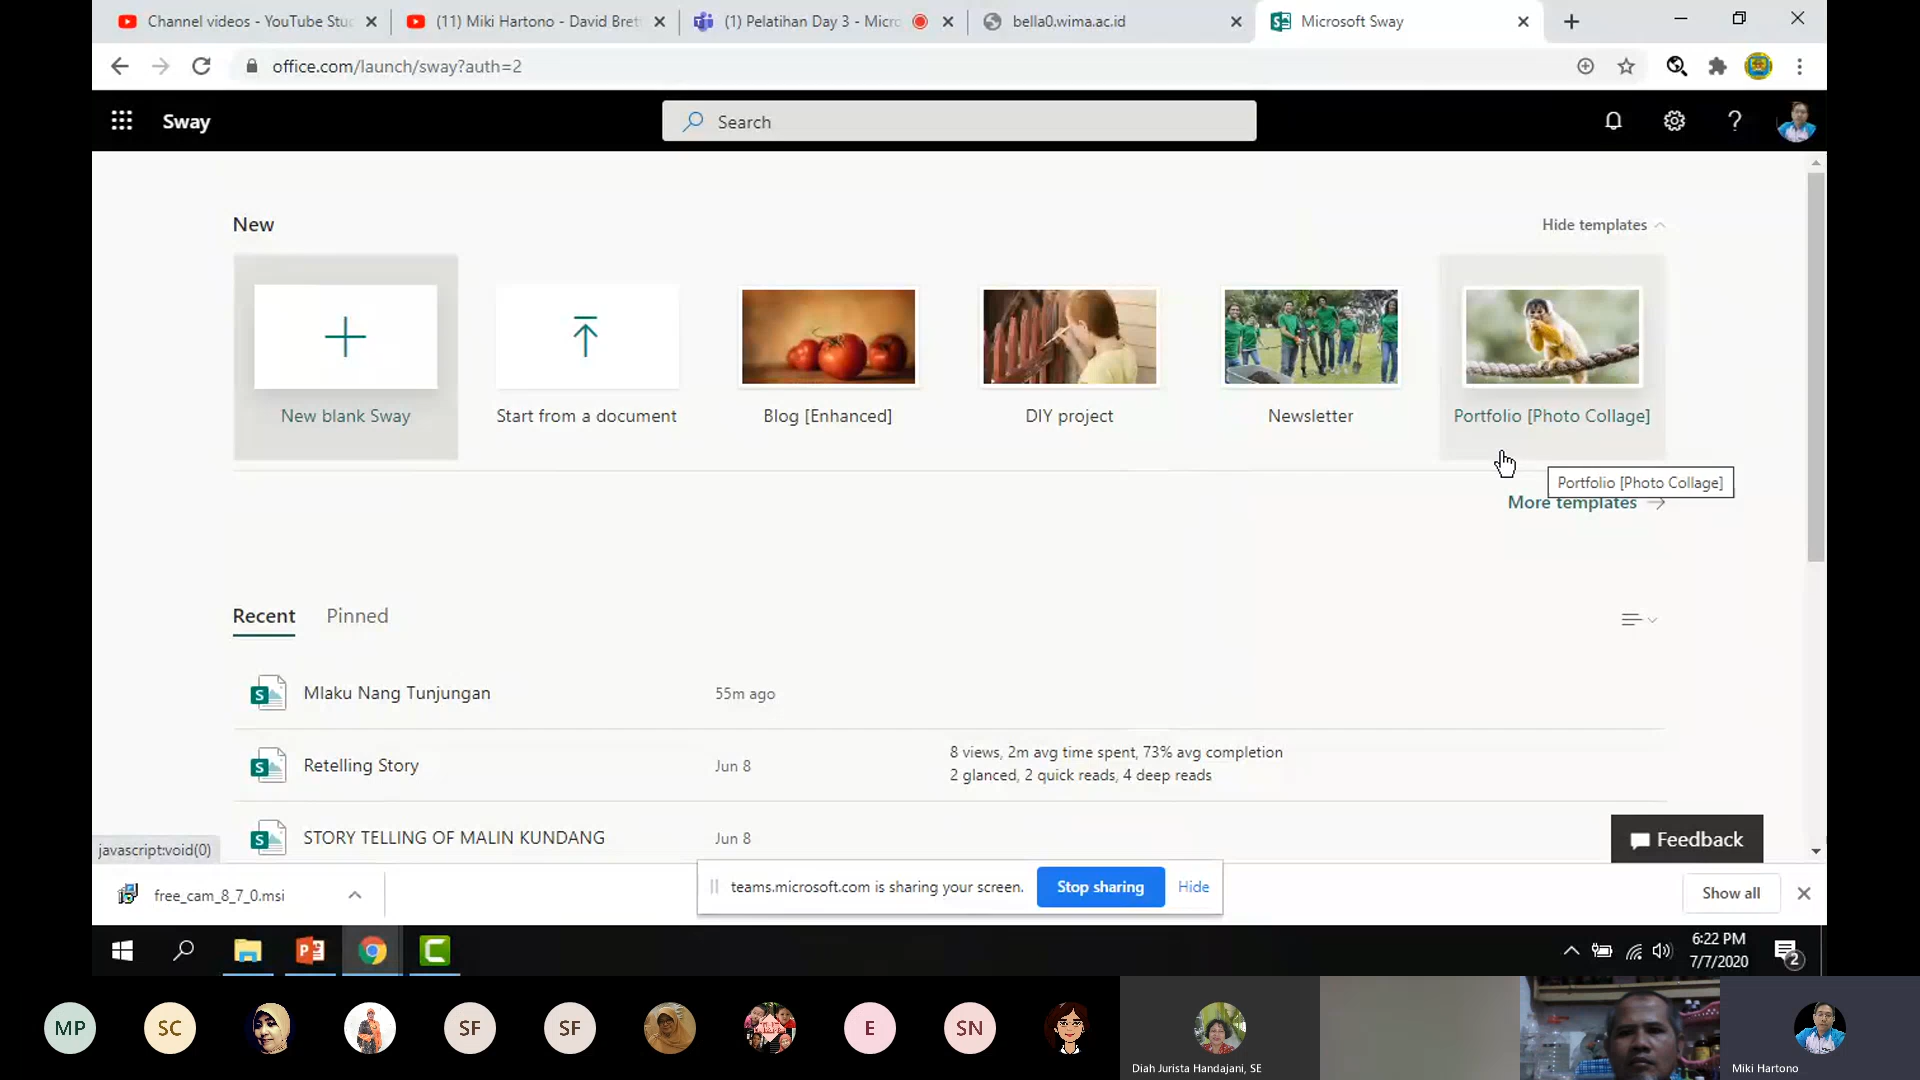 Channel videos - YouTube Stu
(11) Miki Hartono - David Bret
(1) Pelatihan Day 3 - Micro
bella0.wima.ac.id
Microsoft Sway
office.com/launch/sway?auth=2
Sway
Search
New
Hide templates
New blank Sway
Start from a document
Blog [Enhanced]
DIY project
Newsletter
Portfolio [Photo Collage]
Portfolio [Photo Collage]
More templates
Recent
Pinned
Mlaku Nang Tunjungan
55m ago
Retelling Story
Jun 8
8 views, 2m avg time spent, 73% avg completion
2 glanced, 2 quick reads, 4 deep reads
STORY TELLING OF MALIN KUNDANG
Jun 8
Feedback
javascript:void(0)
free_cam_8_7_0.msi
teams.microsoft.com is sharing your screen.
Stop sharing
Hide
Show all
6:22 PM
7/7/2020
2
MP
SC
SF
SF
E
SN
Diah Jurista Handajani, SE
Miki Hartono